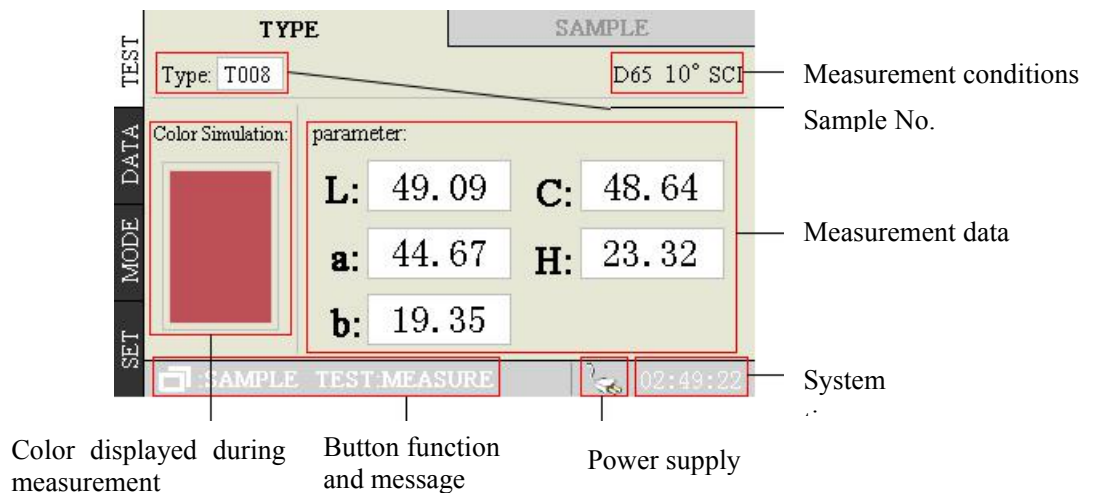 TYPE
SAMPLE
TEST
DATA
MODE
SET
Type: T008
D65 10° SCI
Measurement conditions
Sample No.
Color Simulation:
parameter:
L: 49.09
C: 48.64
a: 44.67
H: 23.32
b: 19.35
Measurement data
:SAMPLE TEST:MEASURE
02:49:22
System
Color displayed during
measurement
Button function
and message
Power supply